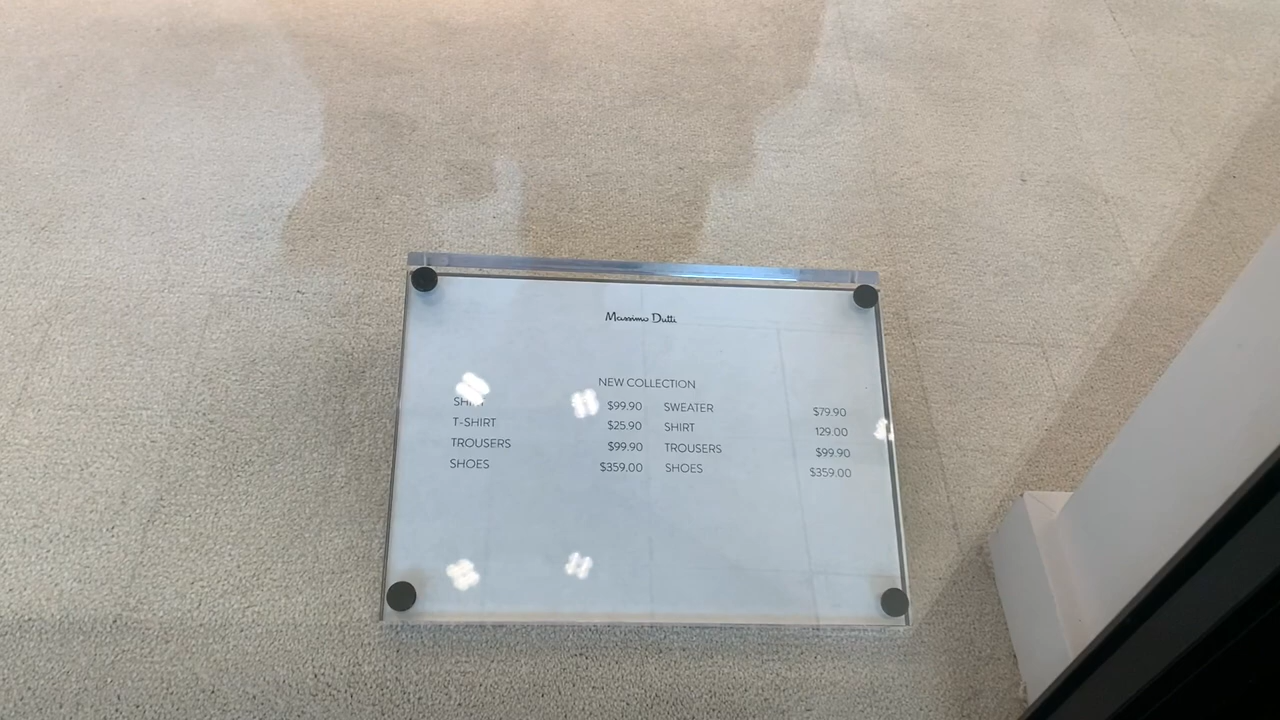 Massimo Dutti
NEW COLLECTION
SHIRT $99.90 SWEATER $79.90
T-SHIRT $25.90 SHIRT 129.00
TROUSERS $99.90 TROUSERS $99.90
SHOES $359.00 SHOES $359.00